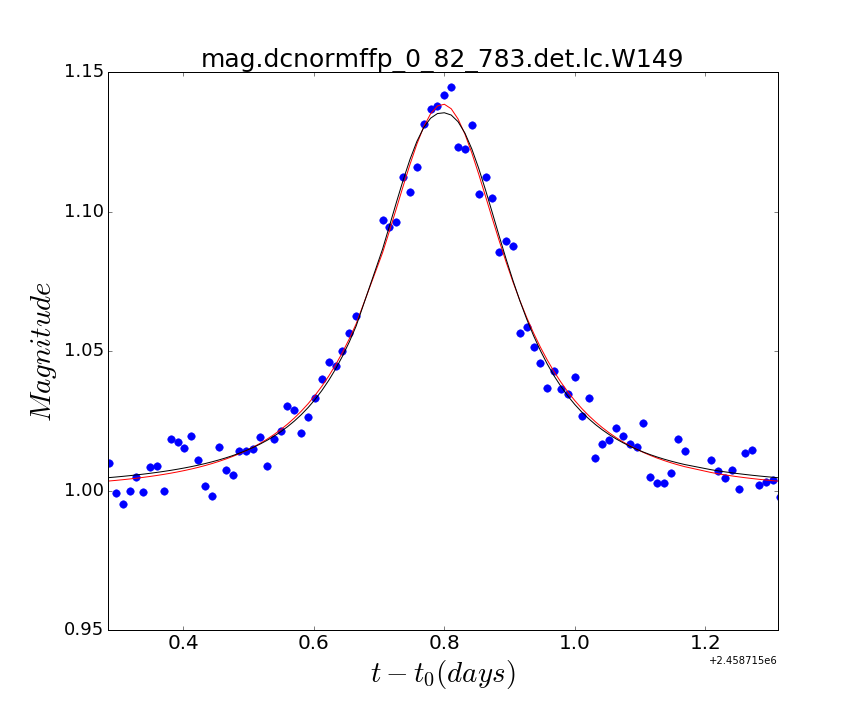 mag.dcnormffp_0_82_783.det.lc.W149
1.15
1.10
1.05
1.00
0.95
Magnitude
0.4 0.6 0.8 1.0 1.2
+2.458715e6
t − t₀(days)